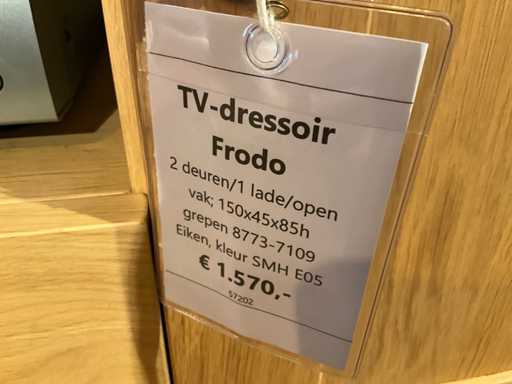 TV-dressoir
Frodo
2 deuren/1 lade/open
vak; 150x45x85h
grepen 8773-7109
Eiken, kleur SMH E05
€ 1.570,-
57202